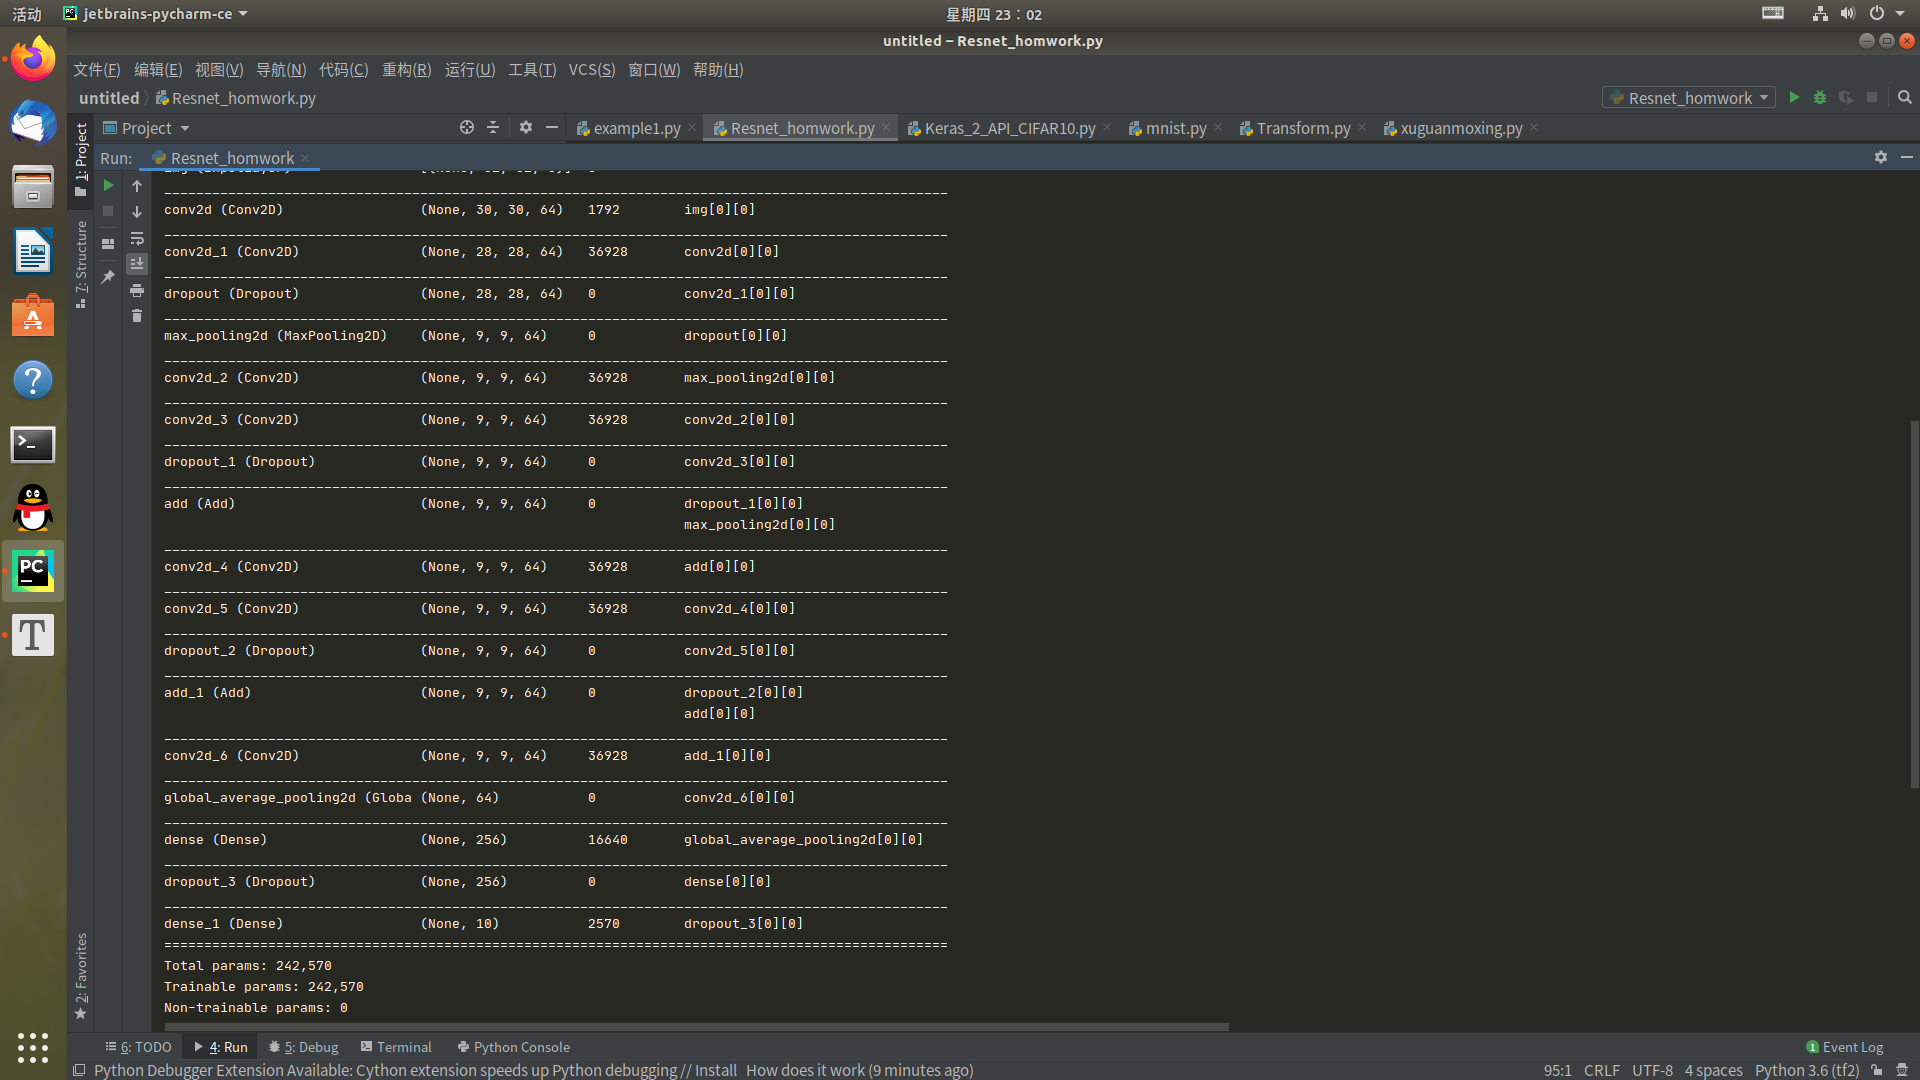 活动 jetbrains-pycharm-ce 星期四 23：02
untitled – Resnet_homwork.py
文件(F) 编辑(E) 视图(V) 导航(N) 代码(C) 重构(R) 运行(U) 工具(T) VCS(S) 窗口(W) 帮助(H)
untitled Resnet_homwork.py Resnet_homwork
1: Project
Project example1.py Resnet_homwork.py Keras_2_API_CIFAR10.py mnist.py Transform.py xuguanmoxing.py
Run: Resnet_homwork
7: Structure
conv2d (Conv2D) (None, 30, 30, 64) 1792 img[0][0]
conv2d_1 (Conv2D) (None, 28, 28, 64) 36928 conv2d[0][0]
dropout (Dropout) (None, 28, 28, 64) 0 conv2d_1[0][0]
max_pooling2d (MaxPooling2D) (None, 9, 9, 64) 0 dropout[0][0]
conv2d_2 (Conv2D) (None, 9, 9, 64) 36928 max_pooling2d[0][0]
conv2d_3 (Conv2D) (None, 9, 9, 64) 36928 conv2d_2[0][0]
dropout_1 (Dropout) (None, 9, 9, 64) 0 conv2d_3[0][0]
add (Add) (None, 9, 9, 64) 0 dropout_1[0][0]
max_pooling2d[0][0]
conv2d_4 (Conv2D) (None, 9, 9, 64) 36928 add[0][0]
conv2d_5 (Conv2D) (None, 9, 9, 64) 36928 conv2d_4[0][0]
dropout_2 (Dropout) (None, 9, 9, 64) 0 conv2d_5[0][0]
add_1 (Add) (None, 9, 9, 64) 0 dropout_2[0][0]
add[0][0]
conv2d_6 (Conv2D) (None, 9, 9, 64) 36928 add_1[0][0]
global_average_pooling2d (Globa (None, 64) 0 conv2d_6[0][0]
dense (Dense) (None, 256) 16640 global_average_pooling2d[0][0]
dropout_3 (Dropout) (None, 256) 0 dense[0][0]
dense_1 (Dense) (None, 10) 2570 dropout_3[0][0]
Total params: 242,570
Trainable params: 242,570
Non-trainable params: 0
2: Favorites
6: TODO 4: Run 5: Debug Terminal Python Console 1 Event Log
Python Debugger Extension Available: Cython extension speeds up Python debugging // Install How does it work (9 minutes ago) 95:1 CRLF UTF-8 4 spaces Python 3.6 (tf2)